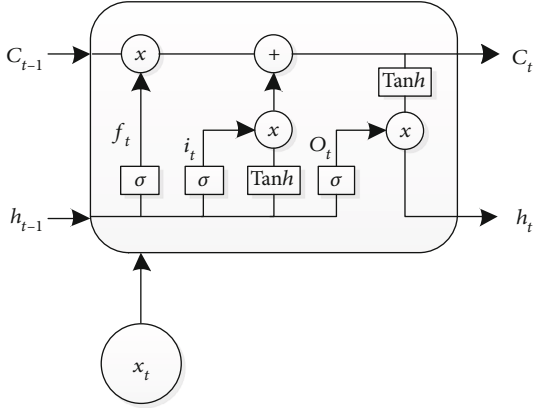 C_{t-1}
x
+
C_t
Tanh
f_t
i_t
x
O_t
x
σ
σ
Tanh
σ
h_{t-1}
h_t
x_t